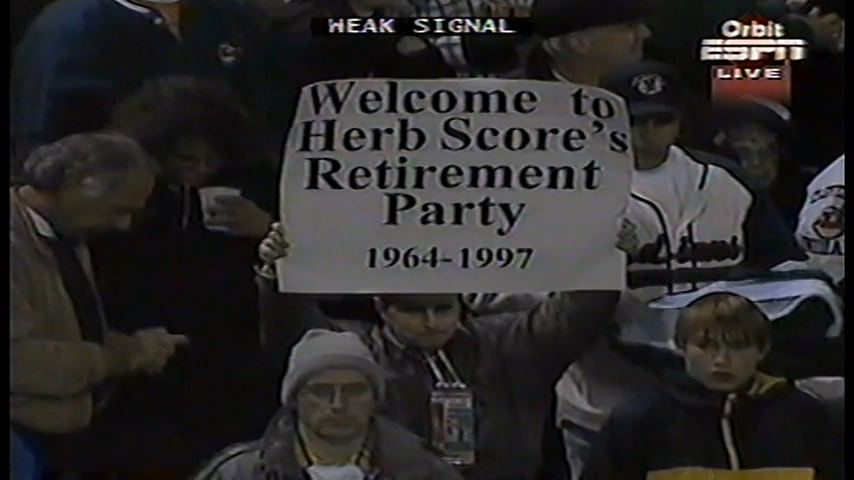 WEAK SIGNAL
Orbit
ESPN
LIVE
Welcome to
Herb Score's
Retirement
Party
1964-1997